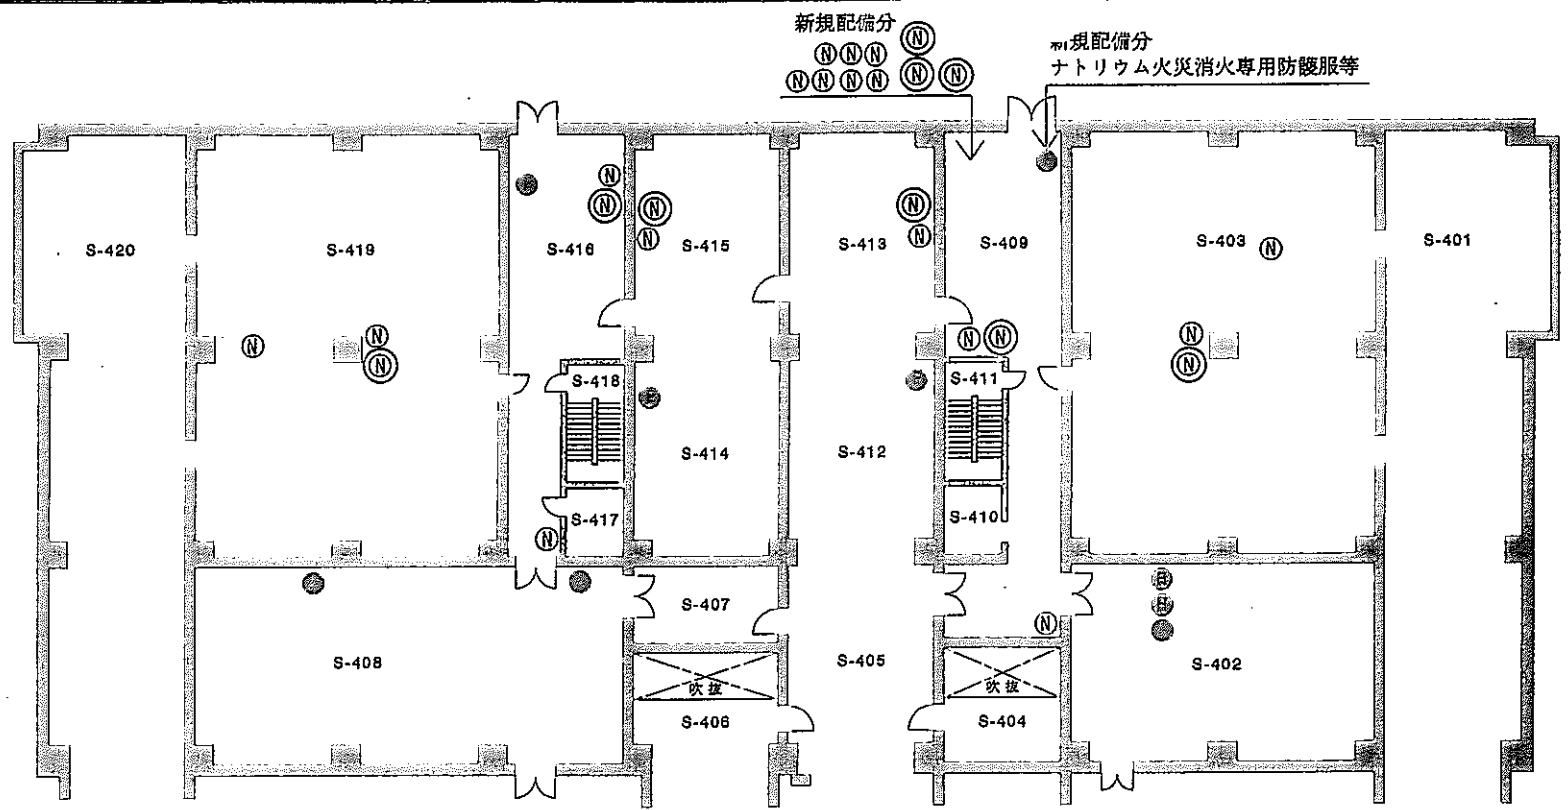 新規配備分
Ⓝ Ⓝ Ⓝ Ⓝ
Ⓝ Ⓝ Ⓝ Ⓝ Ⓝ Ⓝ
新規配備分
ナトリウム火災消火専用防護服等
Ⓝ
Ⓝ Ⓝ Ⓝ
Ⓝ Ⓝ
S-420
S-419
S-416
S-415
S-413
S-409
S-403
Ⓝ
S-401
Ⓝ Ⓝ
Ⓝ
Ⓝ Ⓝ
Ⓝ
Ⓝ
S-418
S-411
S-414
S-412
S-417
S-410
Ⓝ
S-407
Ⓝ
S-408
S-405
S-402
吹抜
吹抜
S-406
S-404